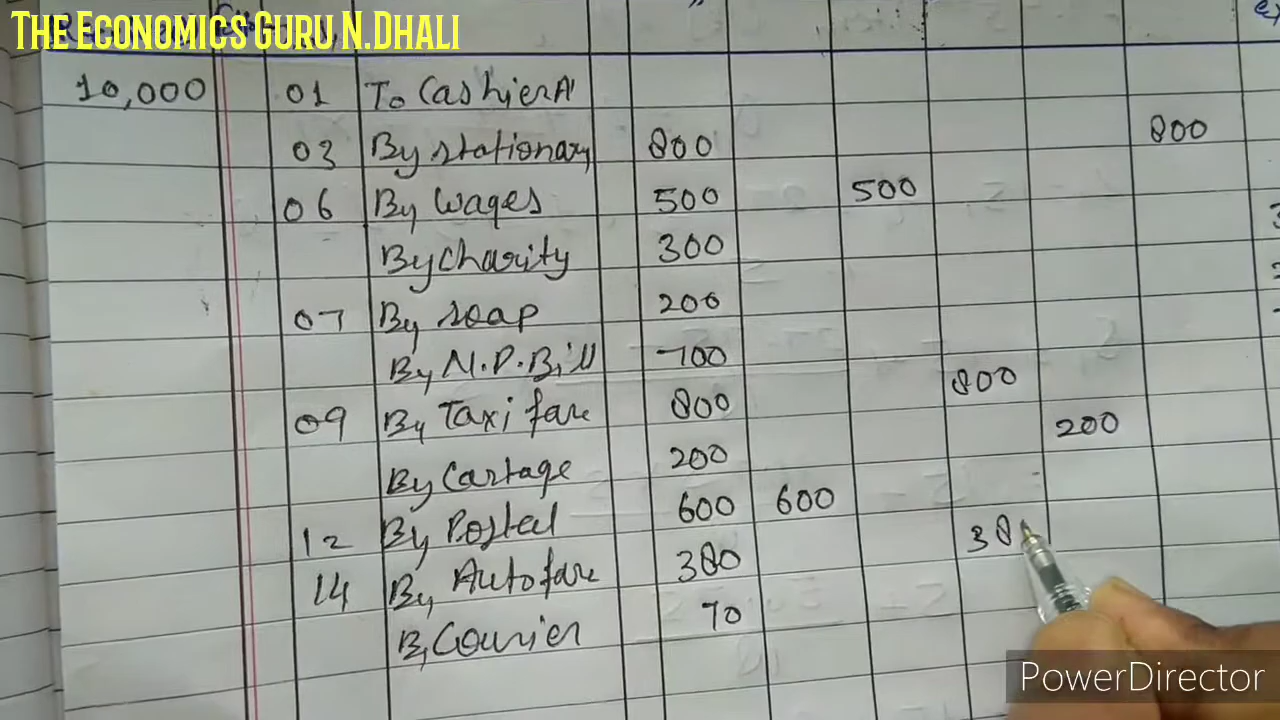 THE ECONOMICS GURU N.DHALI
10,000 01 To Cashier A/
03 By stationary 800 800
06 By Wages 500 500
By Charity 300
07 By soap 200
By N.P.Bill 700
09 By Taxi fare 800 800
By Cartage 200 200
12 By Postal 600 600
14 By Autofare 380 38
By Courier 70
PowerDirector